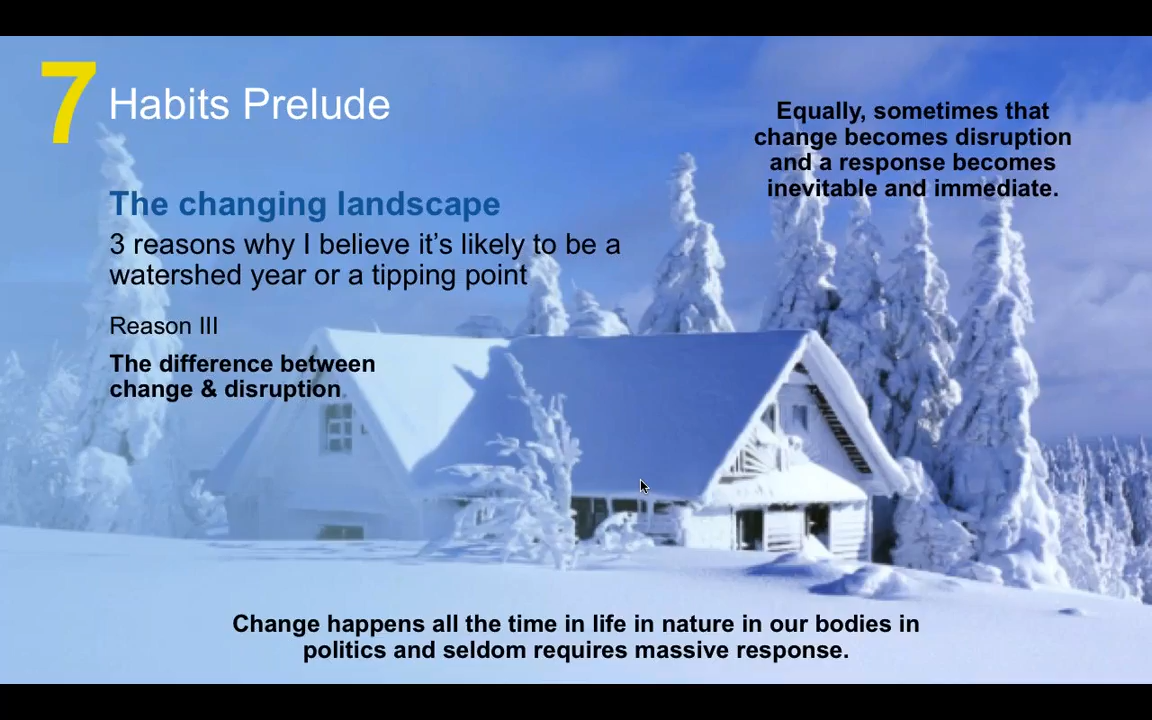 7 Habits Prelude
Equally, sometimes that
change becomes disruption
and a response becomes
inevitable and immediate.
The changing landscape
3 reasons why I believe it’s likely to be a
watershed year or a tipping point
Reason III
The difference between
change & disruption
Change happens all the time in life in nature in our bodies in
politics and seldom requires massive response.